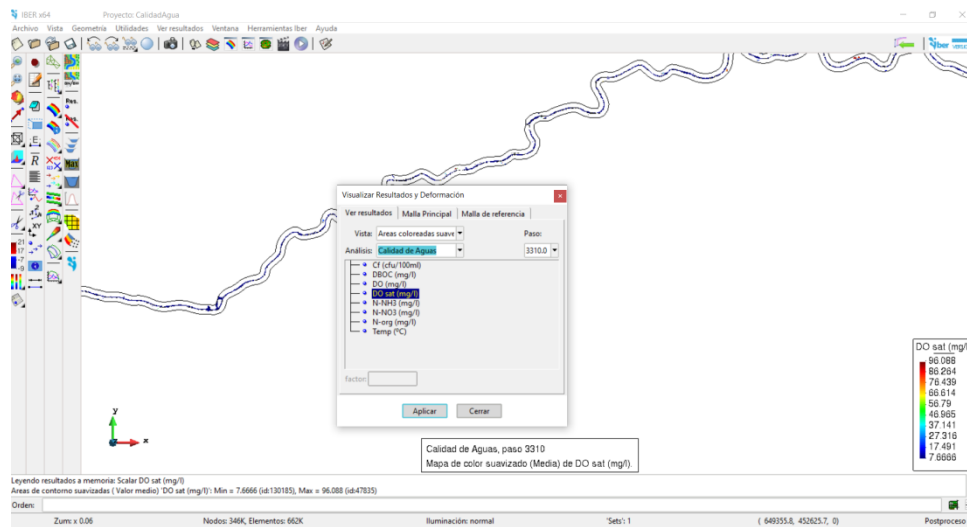 IBER x64 Proyecto: CalidadAgua
Archivo Vista Geometría Utilidades Ver resultados Ventana Herramientas Iber Ayuda
Iber
Visualizar Resultados y Deformación
Ver resultados Malla Principal Malla de referencia
Vista: Areas coloreadas suave Paso:
Análisis: Calidad de Aguas 3310.0
Cf (cfu/100ml)
DBOC (mg/l)
DO (mg/l)
DO sat (mg/l)
N-NH3 (mg/l)
N-NO3 (mg/l)
N-org (mg/l)
Temp (ºC)
factor:
Aplicar Cerrar
DO sat (mg/l
96.088
86.264
76.439
66.614
56.79
46.965
37.141
27.316
17.491
7.6666
y
x
Calidad de Aguas, paso 3310
Mapa de color suavizado (Media) de DO sat (mg/l).
Leyendo resultados a memoria: Scalar DO sat (mg/l)
Areas de contorno suavizadas ( Valor medio) 'DO sat (mg/l)': Min = 7.6666 (id:130185), Max = 96.088 (id:47835)
Orden:
Zum: x 0.06 Nodos: 346K, Elementos: 662K Iluminación: normal 'Sets': 1 ( 649355.8, 452625.7, 0) Postproceso